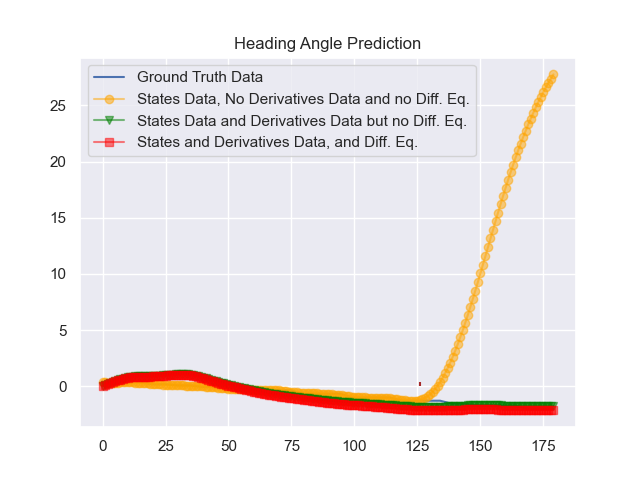 Heading Angle Prediction
Ground Truth Data
States Data, No Derivatives Data and no Diff. Eq.
States Data and Derivatives Data but no Diff. Eq.
States and Derivatives Data, and Diff. Eq.
25
20
15
10
5
0
0 25 50 75 100 125 150 175